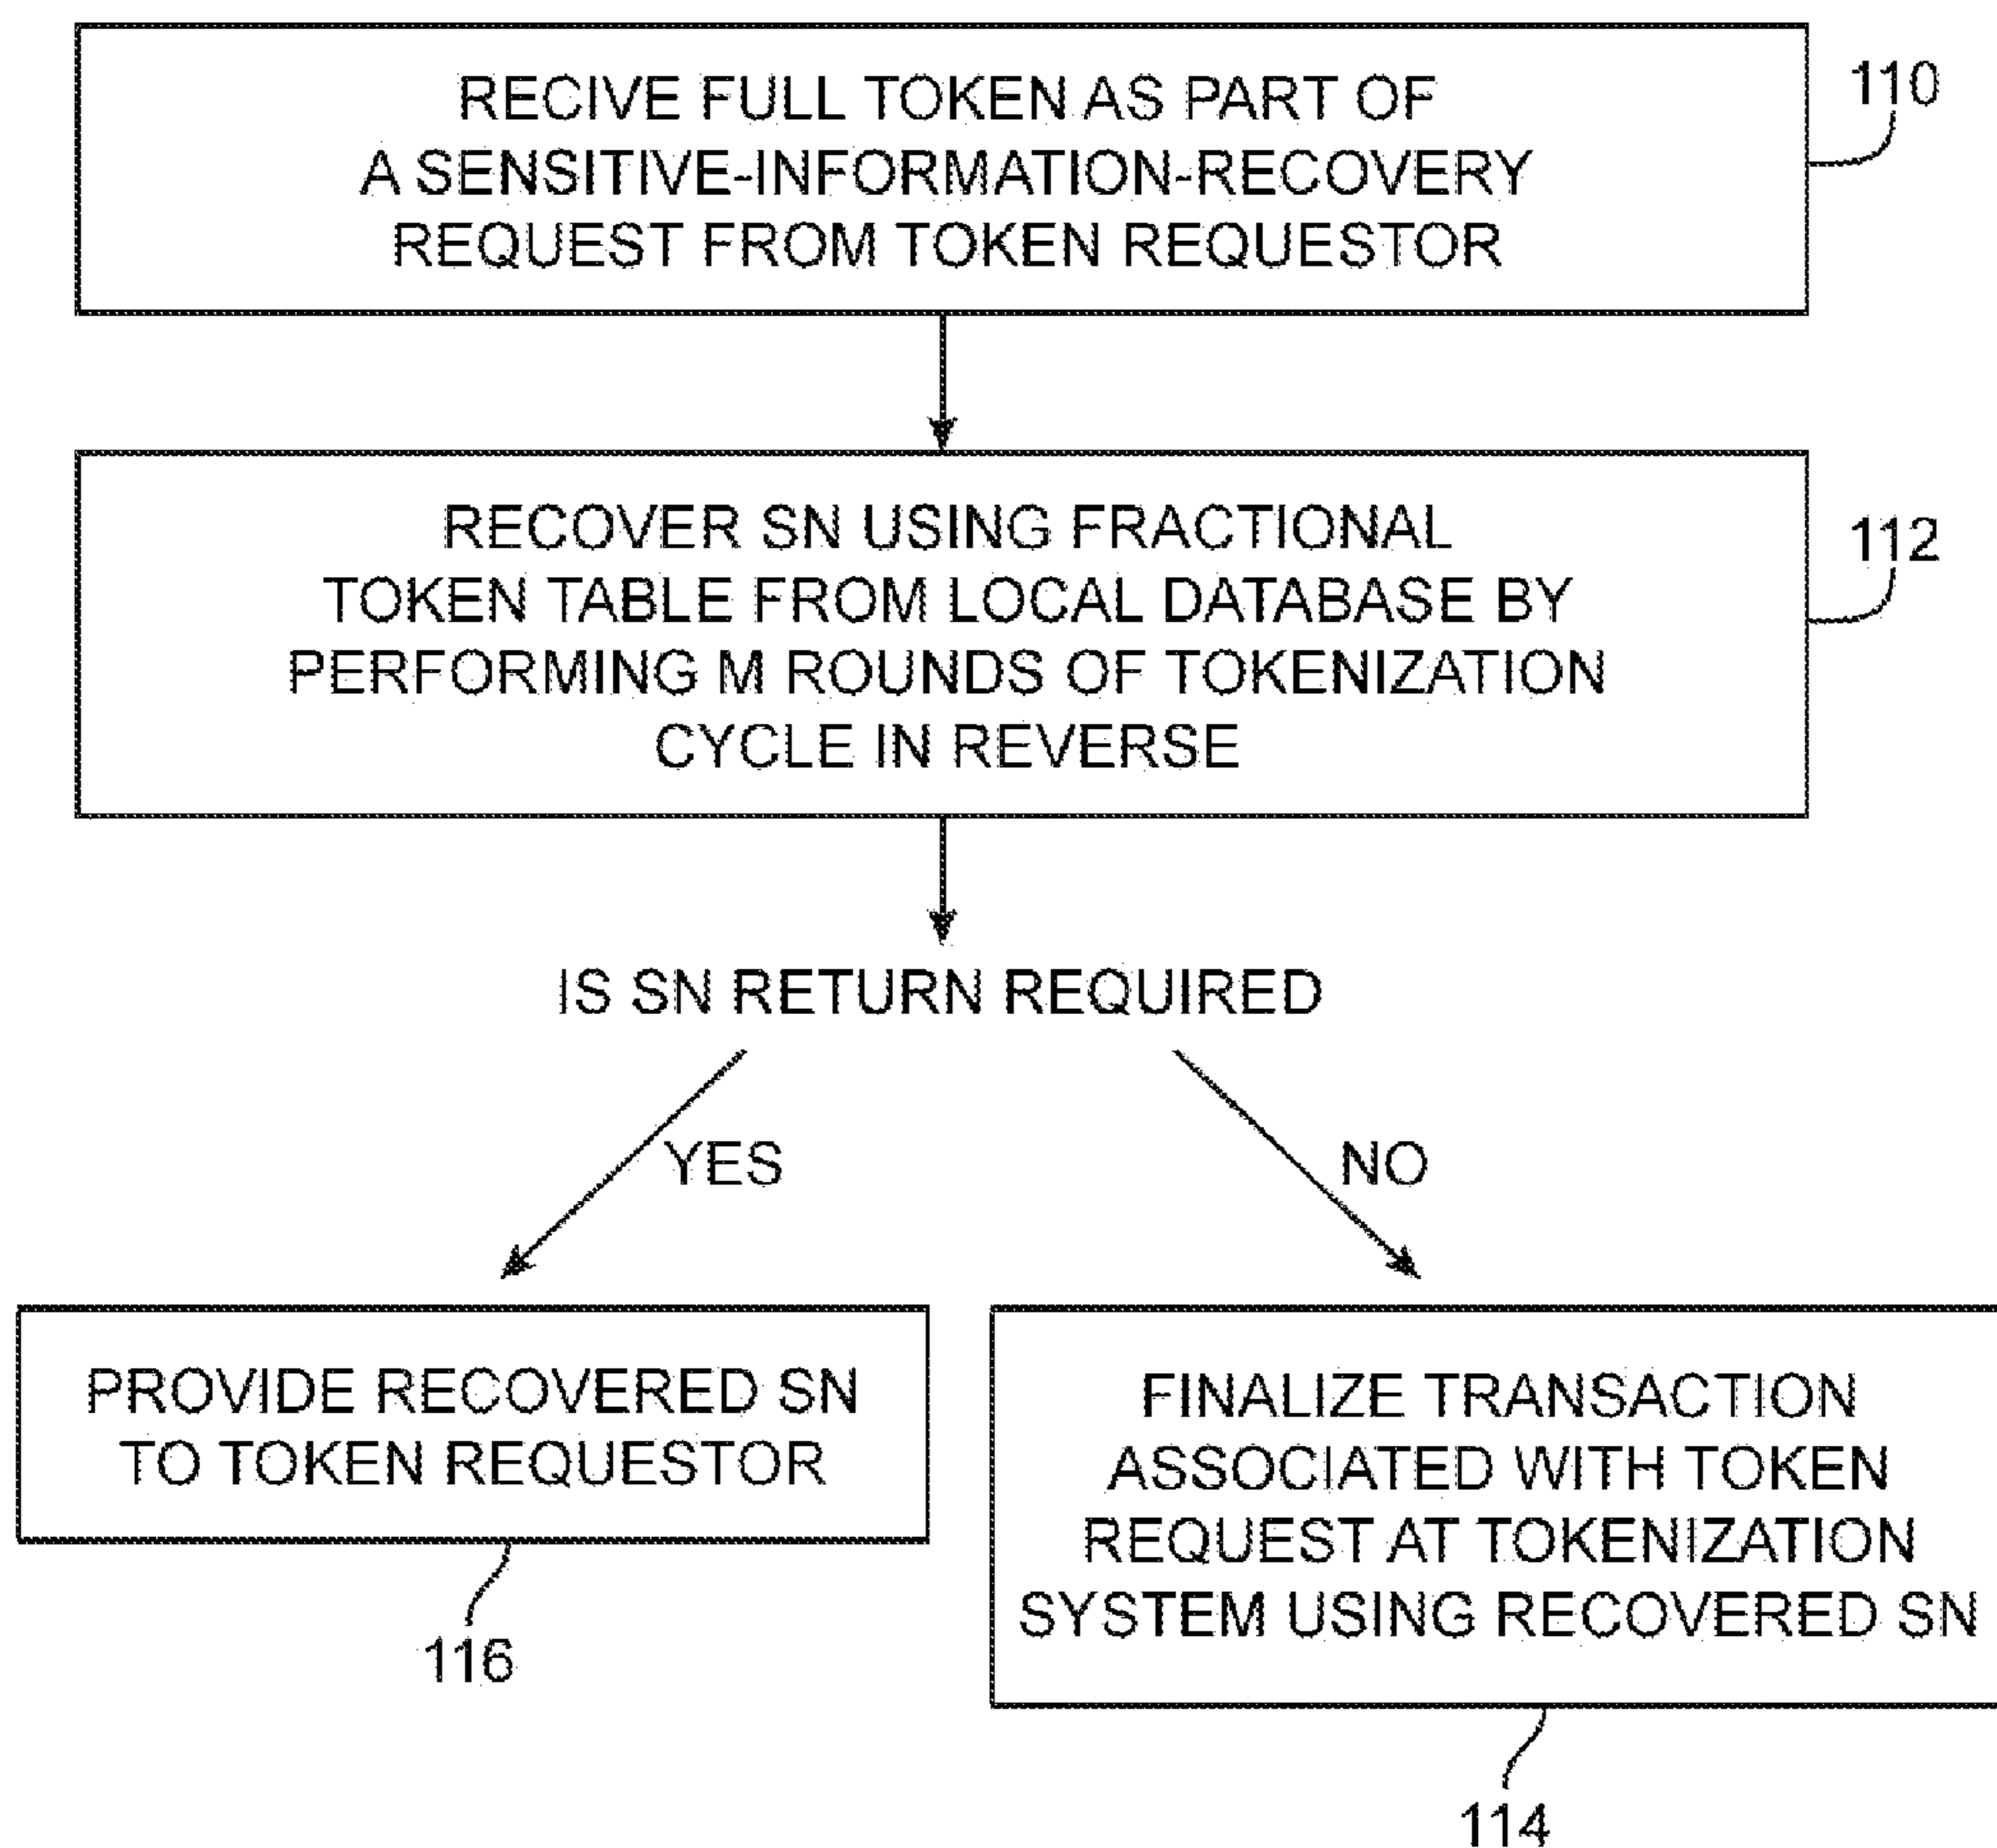 RECIVE FULL TOKEN AS PART OF
A SENSITIVE-INFORMATION-RECOVERY
REQUEST FROM TOKEN REQUESTOR
110
RECOVER SN USING FRACTIONAL
TOKEN TABLE FROM LOCAL DATABASE BY
PERFORMING M ROUNDS OF TOKENIZATION
CYCLE IN REVERSE
112
IS SN RETURN REQUIRED
YES
NO
PROVIDE RECOVERED SN
TO TOKEN REQUESTOR
116
FINALIZE TRANSACTION
ASSOCIATED WITH TOKEN
REQUEST AT TOKENIZATION
SYSTEM USING RECOVERED SN
114